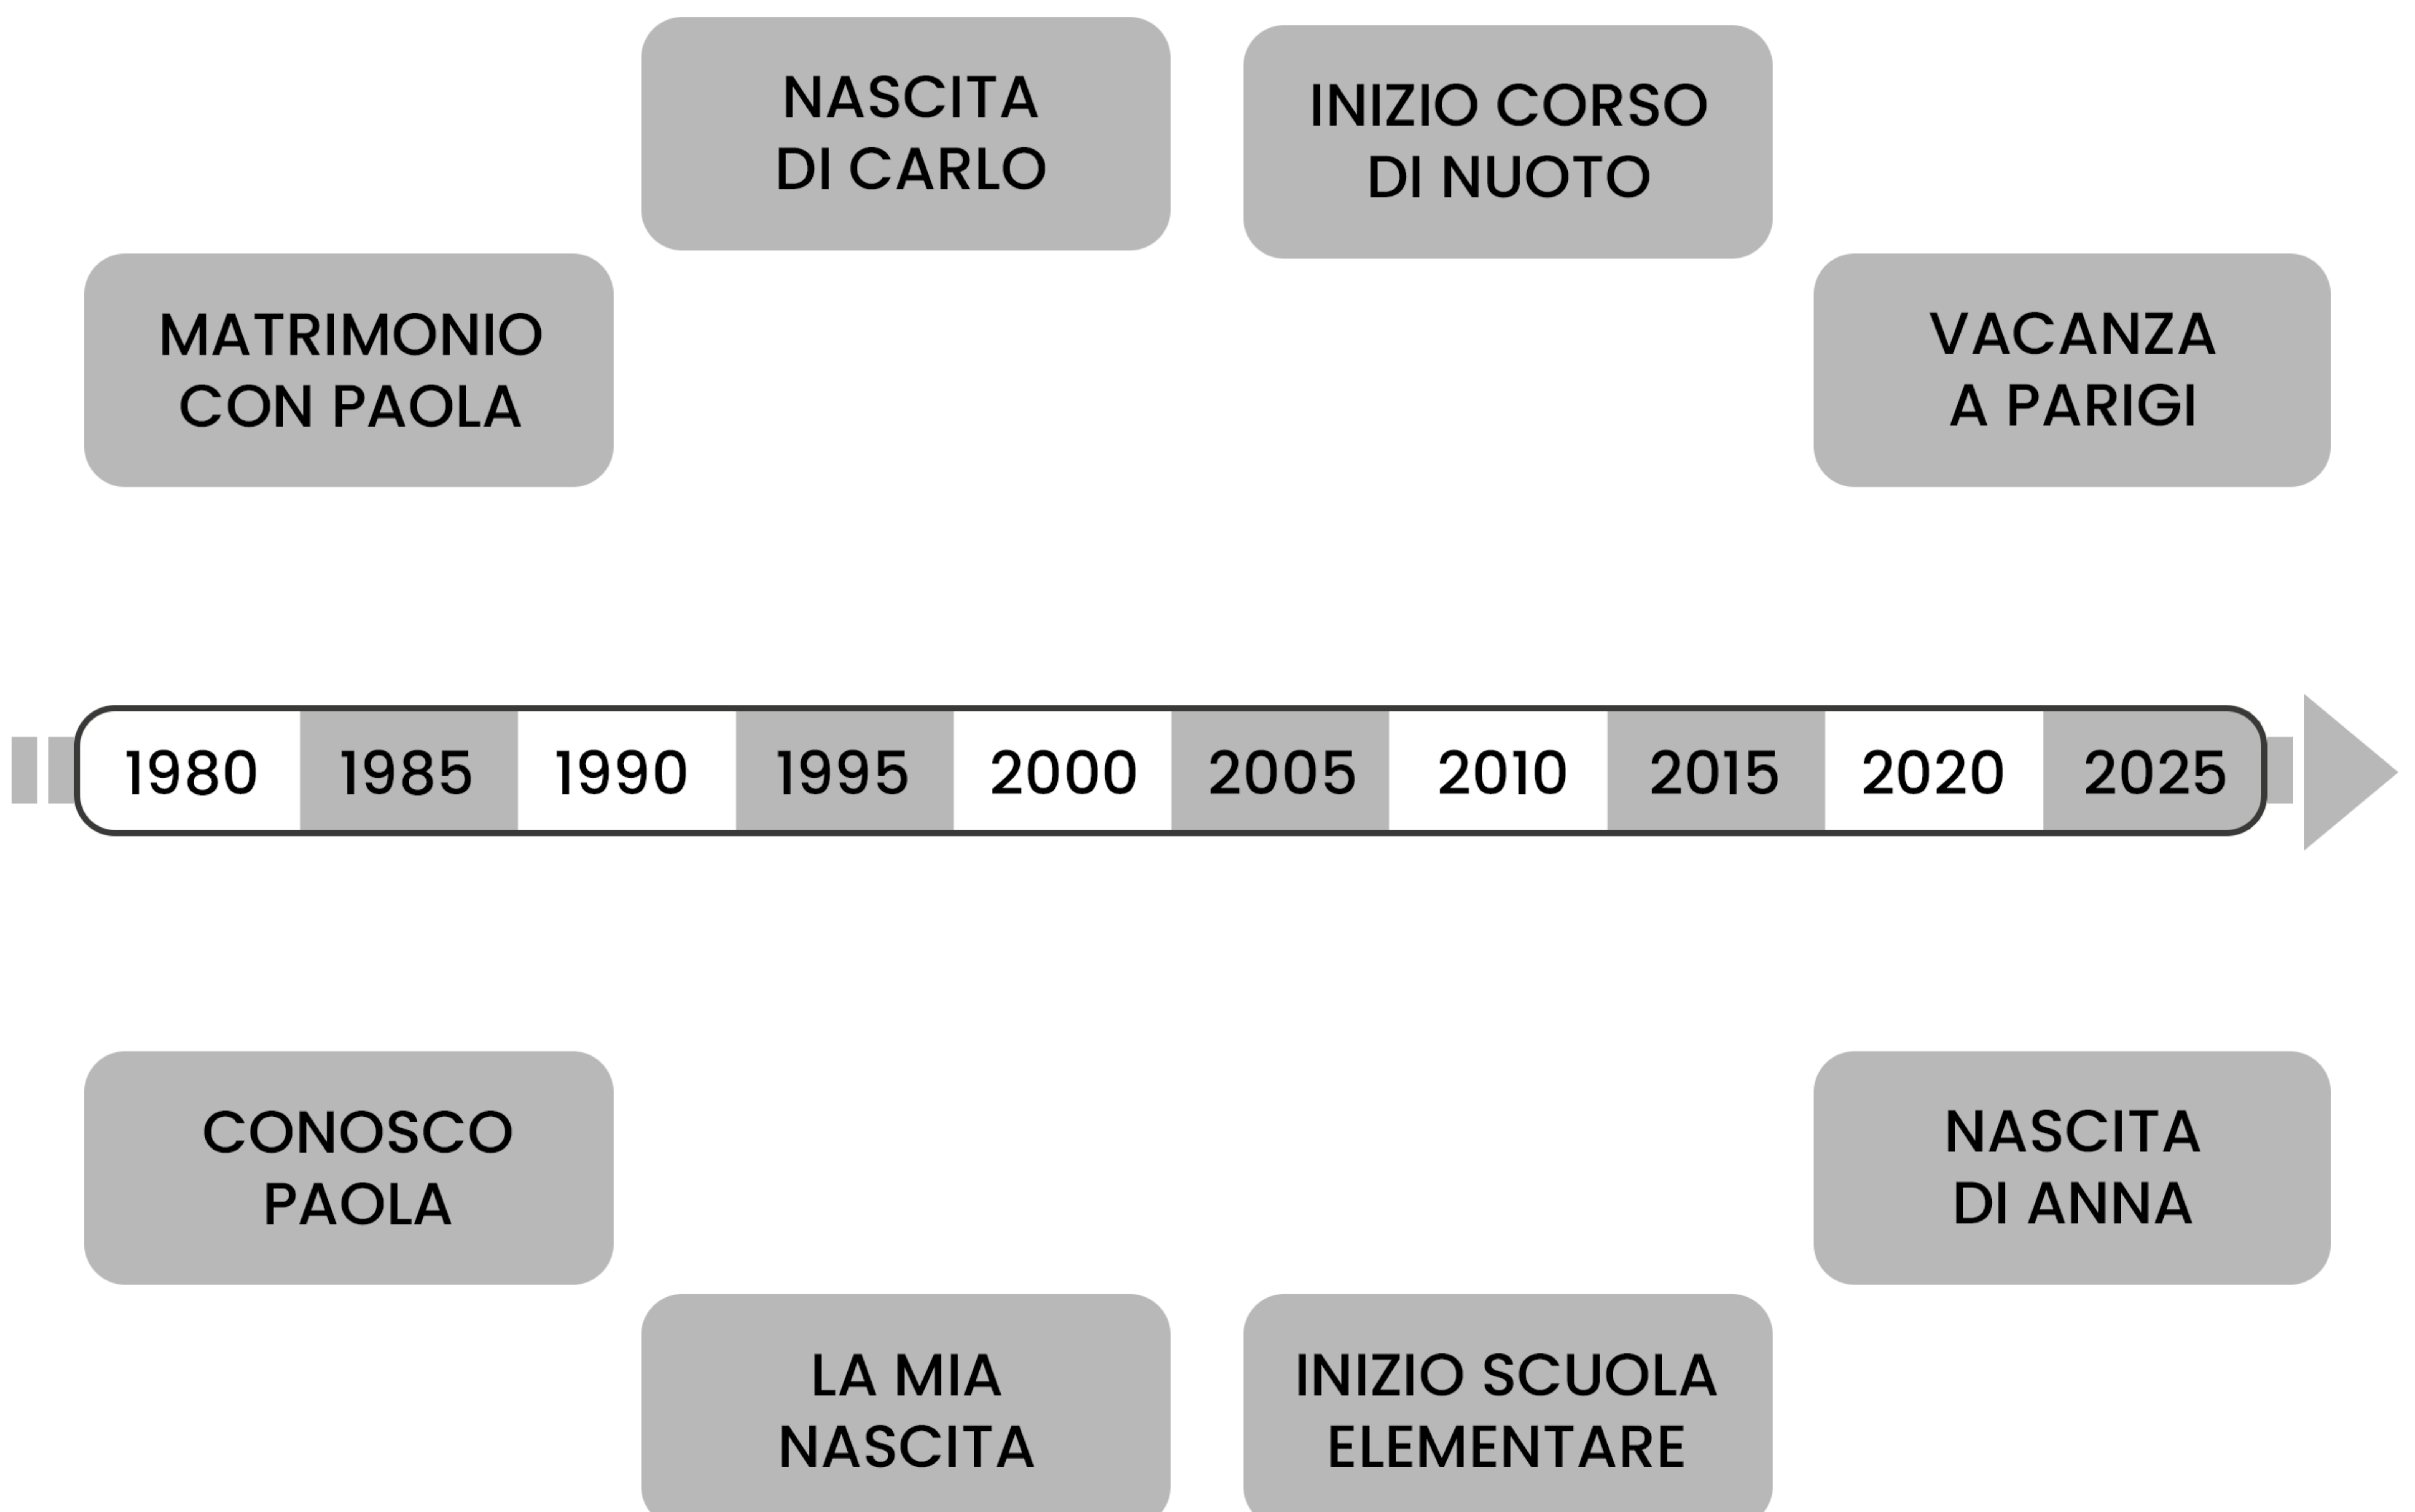 NASCITA
DI CARLO
INIZIO CORSO
DI NUOTO
MATRIMONIO
CON PAOLA
VACANZA
A PARIGI
1980 1985 1990 1995 2000 2005 2010 2015 2020 2025
CONOSCO
PAOLA
NASCITA
DI ANNA
LA MIA
NASCITA
INIZIO SCUOLA
ELEMENTARE